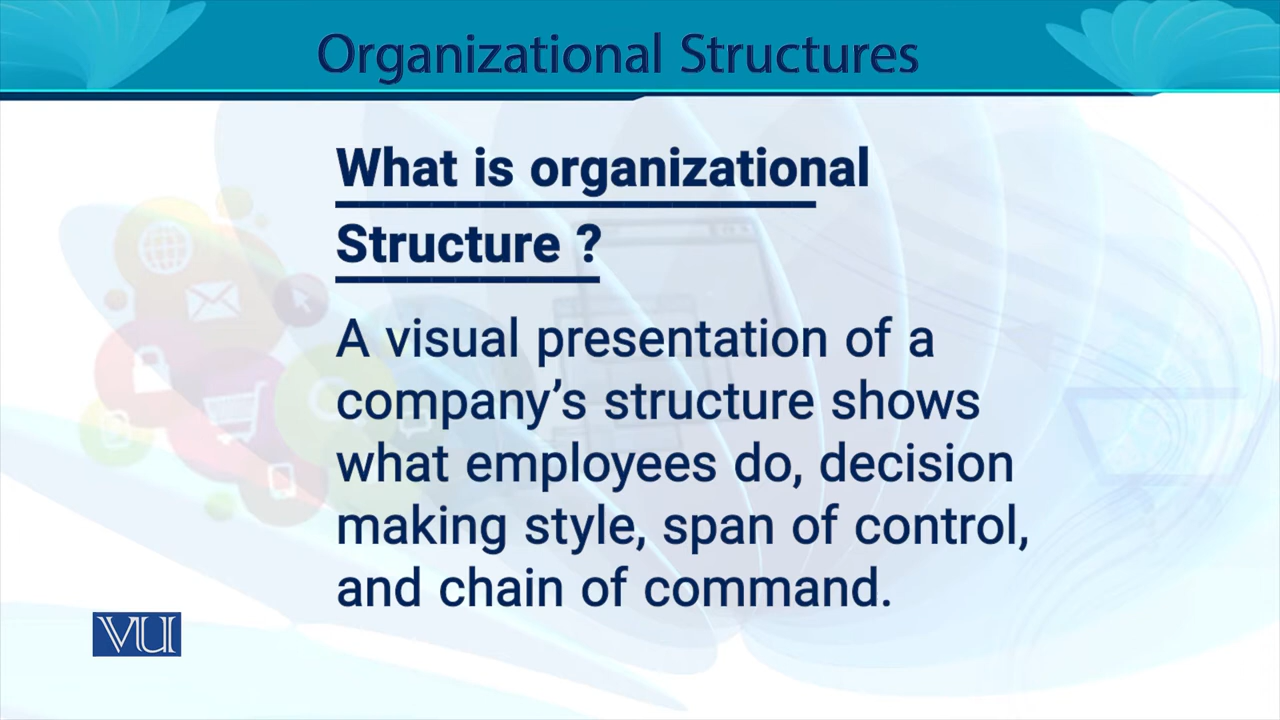 Organizational Structures
What is organizational
Structure ?
A visual presentation of a
company’s structure shows
what employees do, decision
making style, span of control,
and chain of command.
VU